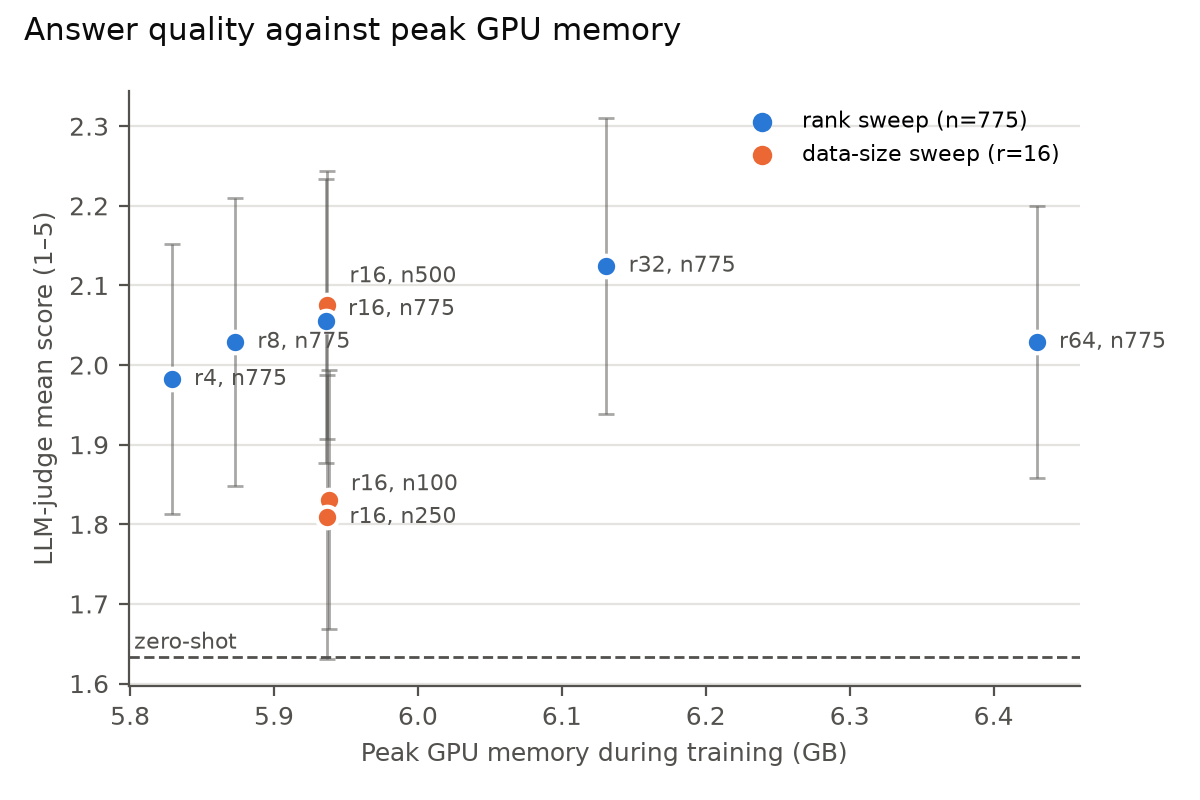 Answer quality against peak GPU memory
rank sweep (n=775)
data-size sweep (r=16)
LLM-judge mean score (1–5)
2.3
2.2
2.1
2.0
1.9
1.8
1.7
1.6
r16, n500
r32, n775
r16, n775
r8, n775
r64, n775
r4, n775
r16, n100
r16, n250
zero-shot
5.8
5.9
6.0
6.1
6.2
6.3
6.4
Peak GPU memory during training (GB)